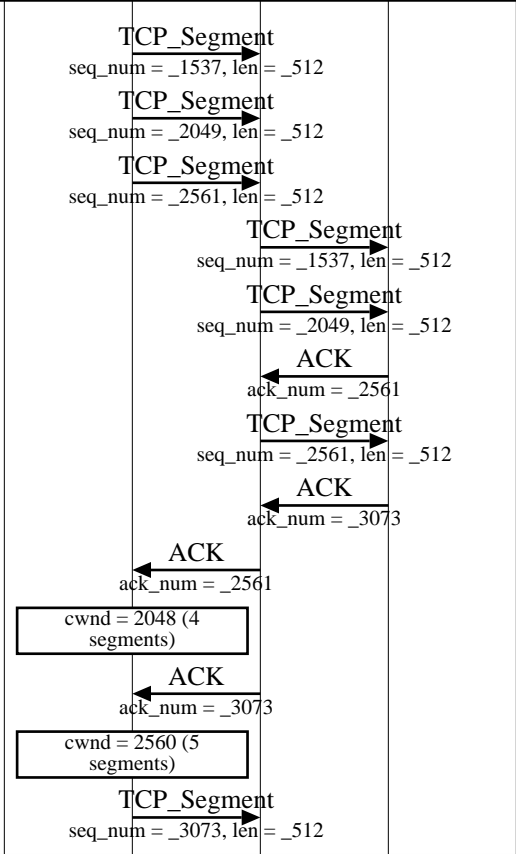 TCP_Segment
seq_num = _1537, len = _512
TCP_Segment
seq_num = _2049, len = _512
TCP_Segment
seq_num = _2561, len = _512
TCP_Segment
seq_num = _1537, len = _512
TCP_Segment
seq_num = _2049, len = _512
ACK
ack_num = _2561
TCP_Segment
seq_num = _2561, len = _512
ACK
ack_num = _3073
ACK
ack_num = _2561
cwnd = 2048 (4
segments)
ACK
ack_num = _3073
cwnd = 2560 (5
segments)
TCP_Segment
seq_num = _3073, len = _512